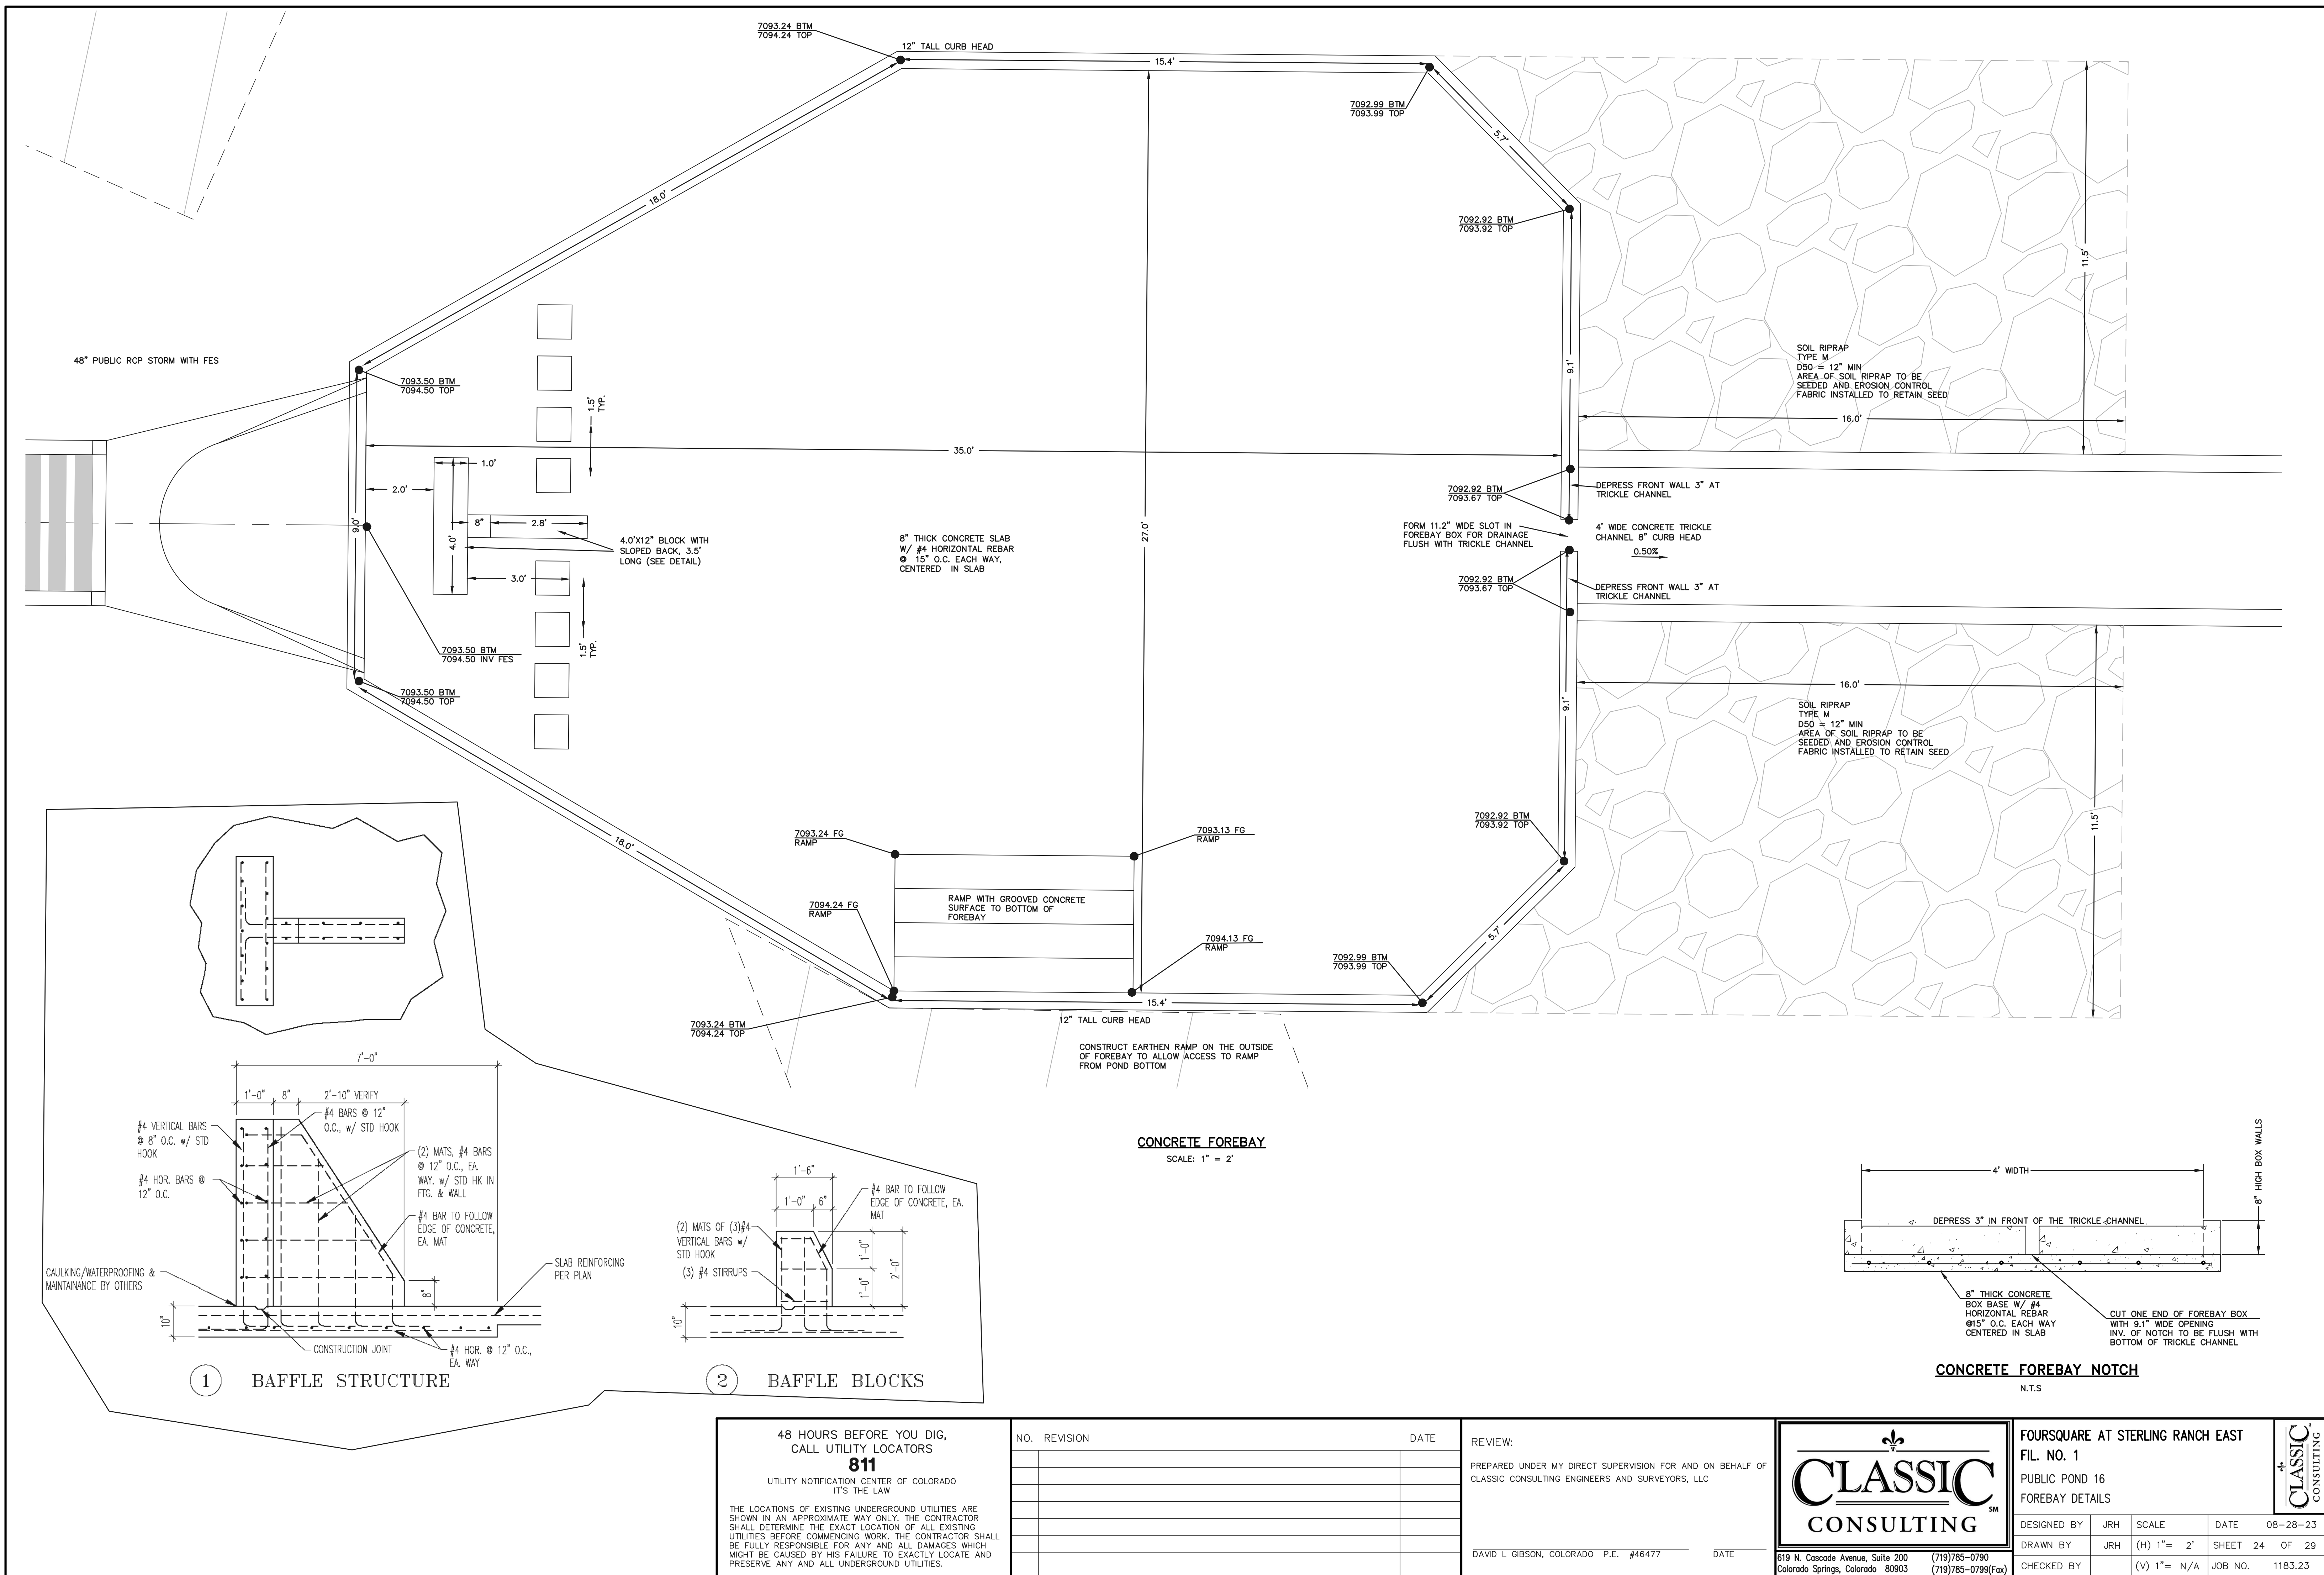 7093.24 BTM
7094.24 TOP
12" TALL CURB HEAD
15.4'
7092.99 BTM
7093.99 TOP
5.7'
18.0'
7092.92 BTM
7093.92 TOP
11.5'
48" PUBLIC RCP STORM WITH FES
7093.50 BTM
7094.50 TOP
1.5'
TYP.
9.1'
SOIL RIPRAP
TYPE M
D50 = 12" MIN
AREA OF SOIL RIPRAP TO BE
SEEDED AND EROSION CONTROL
FABRIC INSTALLED TO RETAIN SEED
16.0'
35.0'
1.0'
2.0'
9.0'
4.0'
8"
2.8'
3.0'
4.0'X12" BLOCK WITH
SLOPED BACK, 3.5'
LONG (SEE DETAIL)
8" THICK CONCRETE SLAB
W/ #4 HORIZONTAL REBAR
@ 15" O.C. EACH WAY,
CENTERED IN SLAB
27.0'
7092.92 BTM
7093.67 TOP
DEPRESS FRONT WALL 3" AT
TRICKLE CHANNEL
FORM 11.2" WIDE SLOT IN
FOREBAY BOX FOR DRAINAGE
FLUSH WITH TRICKLE CHANNEL
4' WIDE CONCRETE TRICKLE
CHANNEL 8" CURB HEAD
0.50%
7092.92 BTM
7093.67 TOP
DEPRESS FRONT WALL 3" AT
TRICKLE CHANNEL
1.5'
TYP.
7093.50 BTM
7094.50 INV FES
7093.50 BTM
7094.50 TOP
9.1'
16.0'
SOIL RIPRAP
TYPE M
D50 = 12" MIN
AREA OF SOIL RIPRAP TO BE
SEEDED AND EROSION CONTROL
FABRIC INSTALLED TO RETAIN SEED
11.5'
18.0'
7093.24 FG
RAMP
7093.13 FG
RAMP
7092.92 BTM
7093.92 TOP
RAMP WITH GROOVED CONCRETE
SURFACE TO BOTTOM OF
FOREBAY
7094.24 FG
RAMP
7094.13 FG
RAMP
5.7'
7092.99 BTM
7093.99 TOP
15.4'
7093.24 BTM
7094.24 TOP
12" TALL CURB HEAD
CONSTRUCT EARTHEN RAMP ON THE OUTSIDE
OF FOREBAY TO ALLOW ACCESS TO RAMP
FROM POND BOTTOM
CONCRETE FOREBAY
SCALE: 1" = 2'
7'-0"
1'-0"
8"
2'-10" VERIFY
#4 VERTICAL BARS
@ 8" O.C. w/ STD
HOOK
#4 BARS @ 12"
O.C., w/ STD HOOK
#4 HOR. BARS @
12" O.C.
(2) MATS, #4 BARS
@ 12" O.C., EA.
WAY. w/ STD HK IN
FTG. & WALL
#4 BAR TO FOLLOW
EDGE OF CONCRETE,
EA. MAT
CAULKING/WATERPROOFING &
MAINTAINANCE BY OTHERS
SLAB REINFORCING
PER PLAN
8"
10"
CONSTRUCTION JOINT
#4 HOR. @ 12" O.C.,
EA. WAY
1 BAFFLE STRUCTURE
1'-6"
1'-0"
6"
#4 BAR TO FOLLOW
EDGE OF CONCRETE, EA.
MAT
(2) MATS OF (3)#4
VERTICAL BARS w/
STD HOOK
(3) #4 STIRRUPS
1'-0"
1'-0"
2'-0"
10"
2 BAFFLE BLOCKS
4' WIDTH
8" HIGH BOX WALLS
DEPRESS 3" IN FRONT OF THE TRICKLE CHANNEL
8" THICK CONCRETE
BOX BASE W/ #4
HORIZONTAL REBAR
@15" O.C. EACH WAY
CENTERED IN SLAB
CUT ONE END OF FOREBAY BOX
WITH 9.1" WIDE OPENING
INV. OF NOTCH TO BE FLUSH WITH
BOTTOM OF TRICKLE CHANNEL
CONCRETE FOREBAY NOTCH
N.T.S
48 HOURS BEFORE YOU DIG,
CALL UTILITY LOCATORS
811
UTILITY NOTIFICATION CENTER OF COLORADO
IT'S THE LAW
THE LOCATIONS OF EXISTING UNDERGROUND UTILITIES ARE
SHOWN IN AN APPROXIMATE WAY ONLY. THE CONTRACTOR
SHALL DETERMINE THE EXACT LOCATION OF ALL EXISTING
UTILITIES BEFORE COMMENCING WORK. THE CONTRACTOR SHALL
BE FULLY RESPONSIBLE FOR ANY AND ALL DAMAGES WHICH
MIGHT BE CAUSED BY HIS FAILURE TO EXACTLY LOCATE AND
PRESERVE ANY AND ALL UNDERGROUND UTILITIES.
NO. REVISION DATE
REVIEW:
PREPARED UNDER MY DIRECT SUPERVISION FOR AND ON BEHALF OF
CLASSIC CONSULTING ENGINEERS AND SURVEYORS, LLC
DAVID L GIBSON, COLORADO P.E. #46477 DATE
CLASSIC SM
CONSULTING
619 N. Cascade Avenue, Suite 200 (719)785-0790
Colorado Springs, Colorado 80903 (719)785-0799(Fax)
FOURSQUARE AT STERLING RANCH EAST
FIL. NO. 1
PUBLIC POND 16
FOREBAY DETAILS
CLASSIC
CONSULTING
DESIGNED BY JRH SCALE DATE 08-28-23
DRAWN BY JRH (H) 1"= 2' SHEET 24 OF 29
CHECKED BY (V) 1"= N/A JOB NO. 1183.23